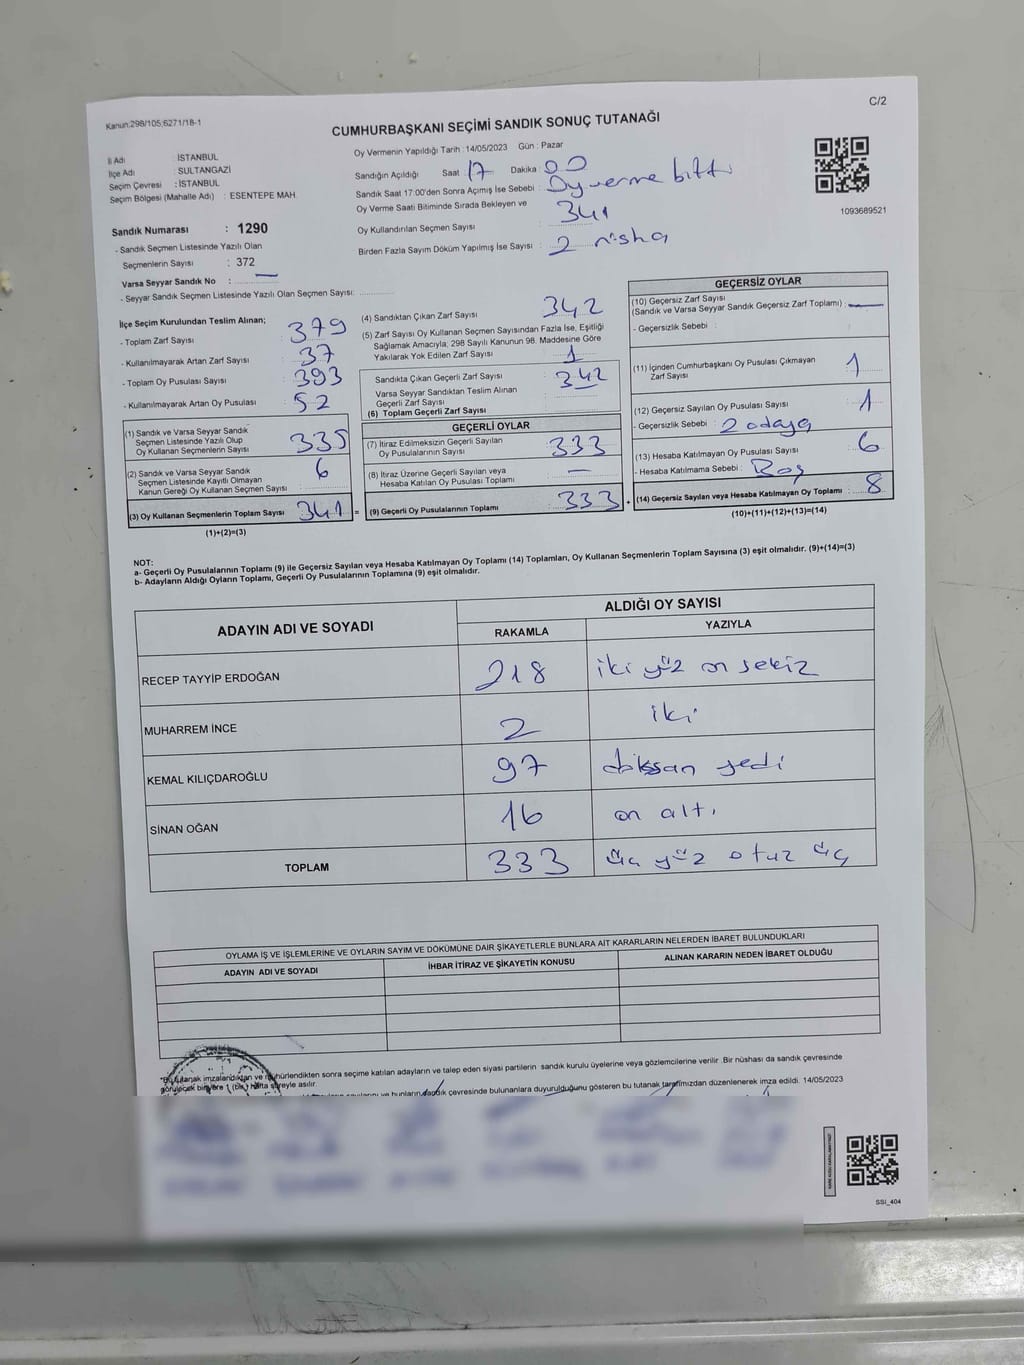 Kanun:298/105,6271/18-1
C/2
CUMHURBAŞKANI SEÇİMİ SANDIK SONUÇ TUTANAĞI
İl Adı : İSTANBUL
İlçe Adı : SULTANGAZİ
Seçim Çevresi : İSTANBUL
Seçim Bölgesi (Mahalle Adı) : ESENTEPE MAH.
Sandık Numarası : 1290
- Sandık Seçmen Listesinde Yazılı Olan
Seçmenlerin Sayısı : 372
Varsa Seyyar Sandık No : —
- Seyyar Sandık Seçmen Listesinde Yazılı Olan Seçmen Sayısı:
Oy Vermenin Yapıldığı Tarih : 14/05/2023 Gün : Pazar
Sandığın Açıldığı Saat : 17 Dakika : 00
Sandık Saat 17:00'den Sonra Açılmış İse Sebebi : Oy verme bitti
Oy Verme Saati Bitiminde Sırada Bekleyen ve
Oy Kullandırılan Seçmen Sayısı : 341
Birden Fazla Sayım Döküm Yapılmış İse Sayısı : 2 nüsha
1093689521
İlçe Seçim Kurulundan Teslim Alınan;
- Toplam Zarf Sayısı : 379
- Kullanılmayarak Artan Zarf Sayısı : 37
- Toplam Oy Pusulası Sayısı : 393
- Kullanılmayarak Artan Oy Pusulası : 52
(1) Sandık ve Varsa Seyyar Sandık
Seçmen Listesinde Yazılı Olup
Oy Kullanan Seçmenlerin Sayısı : 335
(2) Sandık ve Varsa Seyyar Sandık
Seçmen Listesinde Kayıtlı Olmayan
Kanun Gereği Oy Kullanan Seçmen Sayısı : 6
(3) Oy Kullanan Seçmenlerin Toplam Sayısı : 341 =
(1)+(2)=(3)
(4) Sandıktan Çıkan Zarf Sayısı : 342
(5) Zarf Sayısı Oy Kullanan Seçmen Sayısından Fazla İse, Eşitliği
Sağlamak Amacıyla; 298 Sayılı Kanunun 98. Maddesine Göre
Yakılarak Yok Edilen Zarf Sayısı : 1
Sandıkta Çıkan Geçerli Zarf Sayısı : 342
Varsa Seyyar Sandıktan Teslim Alınan
Geçerli Zarf Sayısı :
(6) Toplam Geçerli Zarf Sayısı
GEÇERLİ OYLAR
(7) İtiraz Edilmeksizin Geçerli Sayılan
Oy Pusulalarının Sayısı : 333
(8) İtiraz Üzerine Geçerli Sayılan veya
Hesaba Katılan Oy Pusulası Toplamı : —
(9) Geçerli Oy Pusulalarının Toplamı : 333 +
GEÇERSİZ OYLAR
(10) Geçersiz Zarf Sayısı
(Sandık ve Varsa Seyyar Sandık Geçersiz Zarf Toplamı) : —
- Geçersizlik Sebebi :
(11) İçinden Cumhurbaşkanı Oy Pusulası Çıkmayan
Zarf Sayısı : 1
(12) Geçersiz Sayılan Oy Pusulası Sayısı : 1
- Geçersizlik Sebebi : 2 adaya
(13) Hesaba Katılmayan Oy Pusulası Sayısı : 6
- Hesaba Katılmama Sebebi : Boş
(14) Geçersiz Sayılan veya Hesaba Katılmayan Oy Toplamı : 8
(10)+(11)+(12)+(13)=(14)
NOT:
a- Geçerli Oy Pusulalarının Toplamı (9) ile Geçersiz Sayılan veya Hesaba Katılmayan Oy Toplamı (14) Toplamları, Oy Kullanan Seçmenlerin Toplam Sayısına (3) eşit olmalıdır. (9)+(14)=(3)
b- Adayların Aldığı Oyların Toplamı, Geçerli Oy Pusulalarının Toplamına (9) eşit olmalıdır.
ADAYIN ADI VE SOYADI
ALDIĞI OY SAYISI
RAKAMLA YAZIYLA
RECEP TAYYİP ERDOĞAN 218 iki yüz on sekiz
MUHARREM İNCE 2 iki
KEMAL KILIÇDAROĞLU 97 doksan yedi
SİNAN OĞAN 16 on altı
TOPLAM 333 üç yüz otuz üç
OYLAMA İŞ VE İŞLEMLERİNE VE OYLARIN SAYIM VE DÖKÜMÜNE DAİR ŞİKAYETLERLE BUNLARA AİT KARARLARIN NELERDEN İBARET BULUNDUKLARI
ADAYIN ADI VE SOYADI İHBAR İTİRAZ VE ŞİKAYETİN KONUSU ALINAN KARARIN NEDEN İBARET OLDUĞU
*Bu tutanak imzalandıktan ve mühürlendikten sonra seçime katılan adayların ve talep eden siyasi partilerin sandık kurulu üyelerine veya gözlemcilerine verilir .Bir nüshası da sandık çevresinde
görülecek bir yere 1 (bir) hafta süreyle asılır.
bunların sandık çevresinde bulunanlara duyurulduğunu gösteren bu tutanak tarafımızdan düzenlenerek imza edildi. 14/05/2023
SSI_404